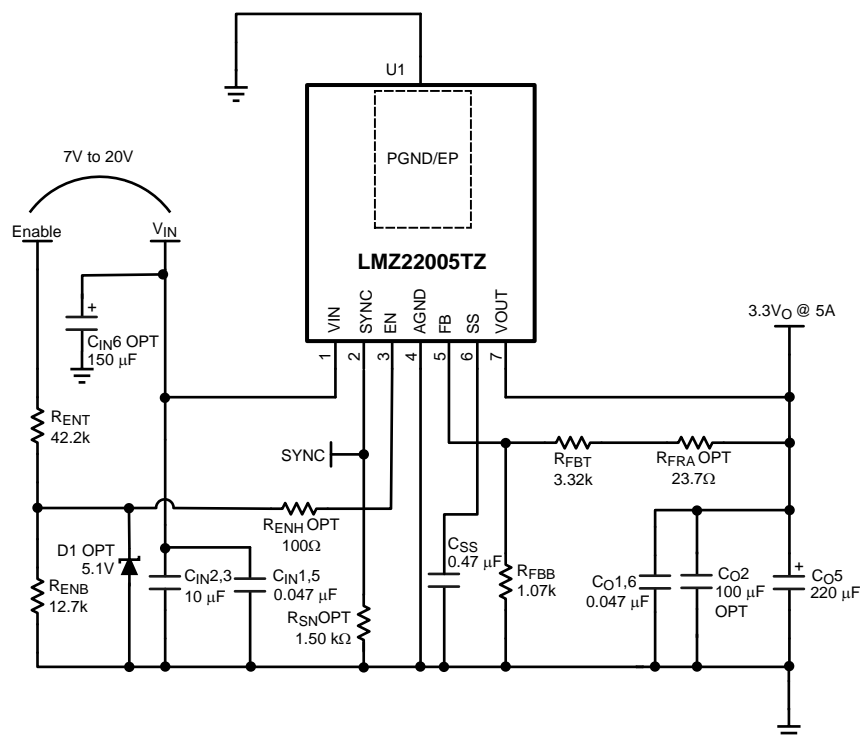 U1
PGND/EP
7V to 20V
Enable
VIN
LMZ22005TZ
VIN
SYNC
EN
AGND
FB
SS
VOUT
1
2
3
4
5
6
7
3.3VO @ 5A
+
CIN6 OPT
150 μF
RENT
42.2k
SYNC
RFBT
3.32k
RFRA OPT
23.7Ω
RENH OPT
100Ω
D1 OPT
5.1V
RENB
12.7k
CIN2,3
10 μF
CIN1,5
0.047 μF
RSNOPT
1.50 kΩ
CSS
0.47 μF
RFBB
1.07k
CO1,6
0.047 μF
CO2
100 μF
OPT
+
CO5
220 μF